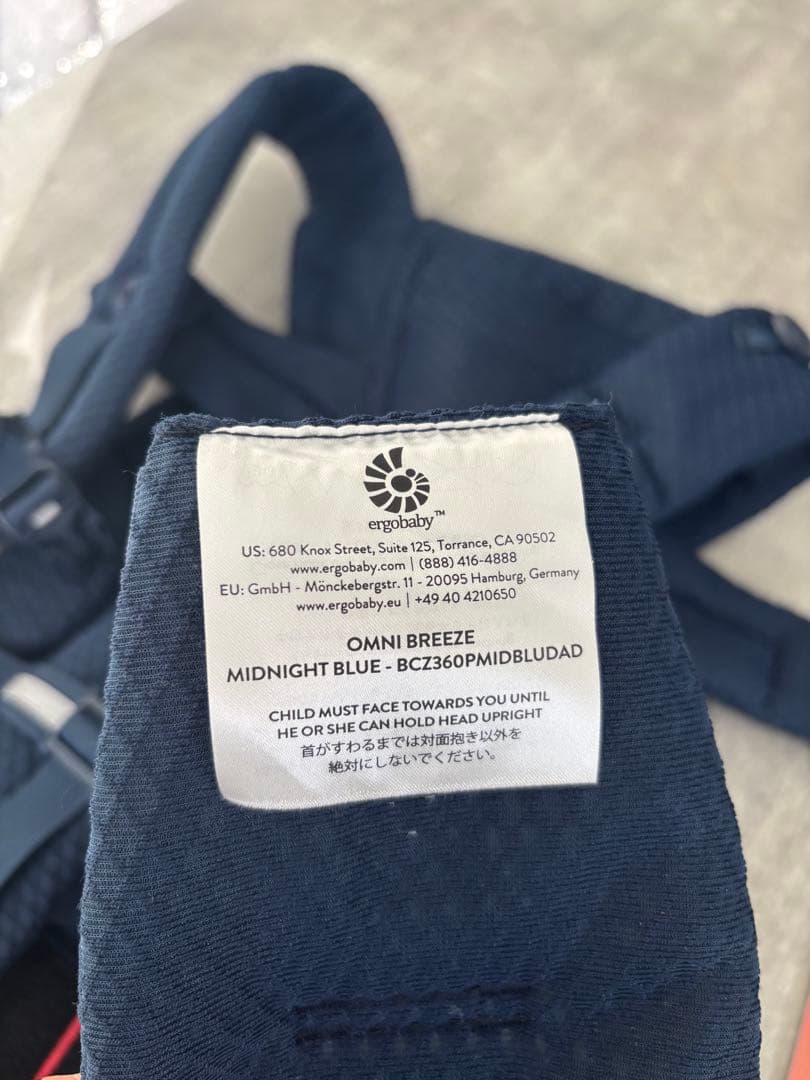 ergobaby™
US: 680 Knox Street, Suite 125, Torrance, CA 90502
www.ergobaby.com | (888) 416-4888
EU: GmbH - Mönckebergstr. 11 - 20095 Hamburg, Germany
www.ergobaby.eu | +49 40 4210650
OMNI BREEZE
MIDNIGHT BLUE - BCZ360PMIDBLUDAD
CHILD MUST FACE TOWARDS YOU UNTIL
HE OR SHE CAN HOLD HEAD UPRIGHT
首がすわるまでは対面抱き以外を
絶対にしないでください。